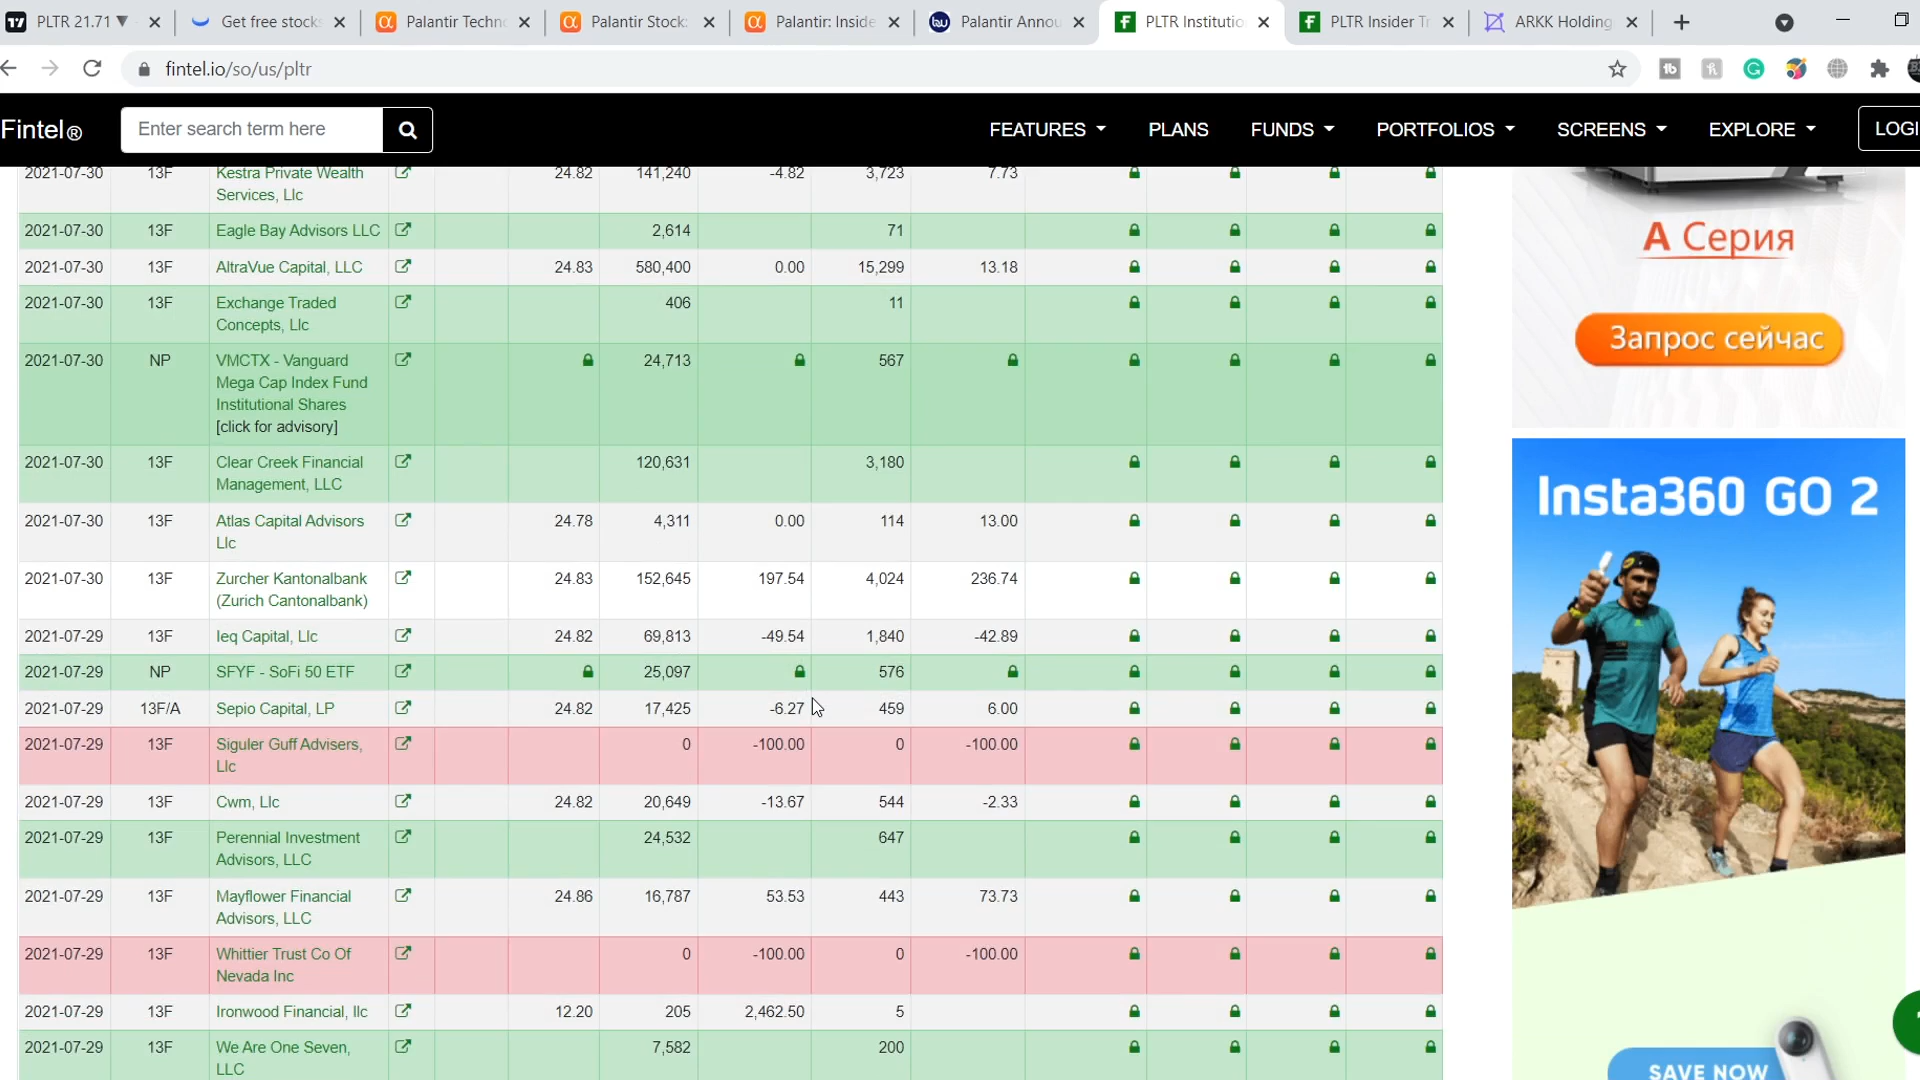 PLTR 21.71 ▼
Get free stocks
Palantir Techno
Palantir Stock:
Palantir: Inside
Palantir Annou
PLTR Institutio
PLTR Insider Tr
ARKK Holding
fintel.io/so/us/pltr
Fintel®
Enter search term here
FEATURES
PLANS
FUNDS
PORTFOLIOS
SCREENS
EXPLORE
LOGI
2021-07-30 13F Kestra Private Wealth 24.82 141,240 -4.82 3,723 7.73
Services, Llc
2021-07-30 13F Eagle Bay Advisors LLC 2,614 71
2021-07-30 13F AltraVue Capital, LLC 24.83 580,400 0.00 15,299 13.18
2021-07-30 13F Exchange Traded 406 11
Concepts, Llc
2021-07-30 NP VMCTX - Vanguard 24,713 567
Mega Cap Index Fund
Institutional Shares
[click for advisory]
2021-07-30 13F Clear Creek Financial 120,631 3,180
Management, LLC
2021-07-30 13F Atlas Capital Advisors 24.78 4,311 0.00 114 13.00
Llc
2021-07-30 13F Zurcher Kantonalbank 24.83 152,645 197.54 4,024 236.74
(Zurich Cantonalbank)
2021-07-29 13F Ieq Capital, Llc 24.82 69,813 -49.54 1,840 -42.89
2021-07-29 NP SFYF - SoFi 50 ETF 25,097 576
2021-07-29 13F/A Sepio Capital, LP 24.82 17,425 -6.27 459 6.00
2021-07-29 13F Siguler Guff Advisers, 0 -100.00 0 -100.00
Llc
2021-07-29 13F Cwm, Llc 24.82 20,649 -13.67 544 -2.33
2021-07-29 13F Perennial Investment 24,532 647
Advisors, LLC
2021-07-29 13F Mayflower Financial 24.86 16,787 53.53 443 73.73
Advisors, LLC
2021-07-29 13F Whittier Trust Co Of 0 -100.00 0 -100.00
Nevada Inc
2021-07-29 13F Ironwood Financial, llc 12.20 205 2,462.50 5
2021-07-29 13F We Are One Seven, 7,582 200
LLC
A Серия
Запрос сейчас
Insta360 GO 2
SAVE NOW